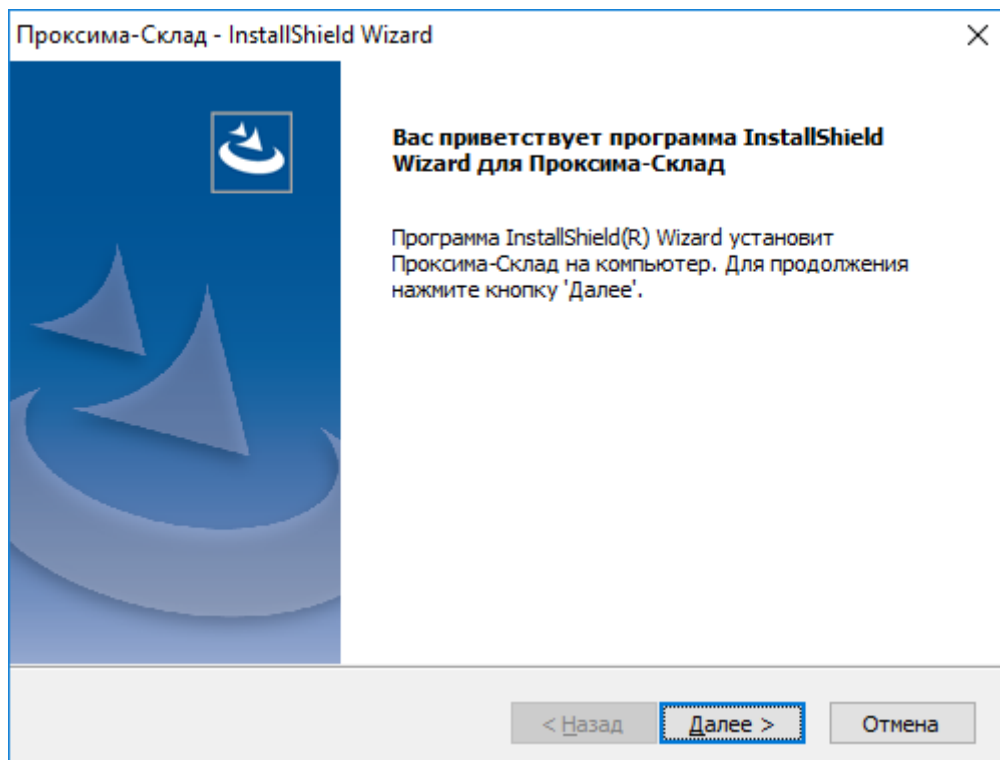 Проксима-Склад - InstallShield Wizard
Вас приветствует программа InstallShield
Wizard для Проксима-Склад
Программа InstallShield(R) Wizard установит
Проксима-Склад на компьютер. Для продолжения
нажмите кнопку 'Далее'.
< Назад Далее > Отмена